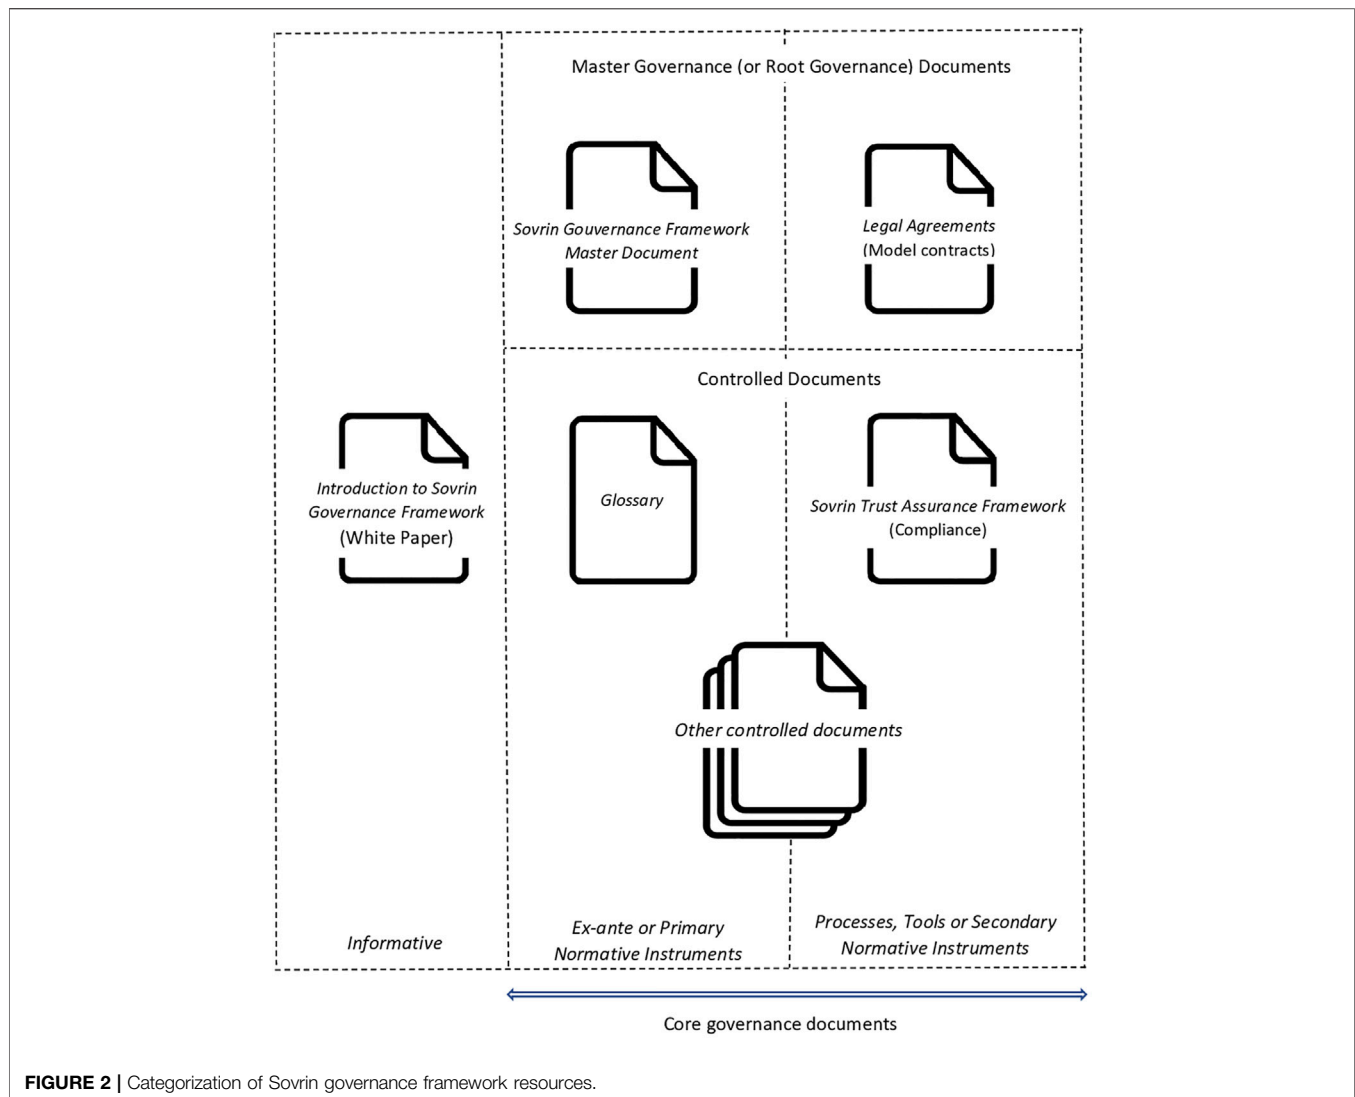 Master Governance (or Root Governance) Documents
Sovrin Gouvernance Framework
Master Document
Legal Agreements
(Model contracts)
Controlled Documents
Introduction to Sovrin
Governance Framework
(White Paper)
Glossary
Sovrin Trust Assurance Framework
(Compliance)
Other controlled documents
Informative
Ex-ante or Primary
Normative Instruments
Processes, Tools or Secondary
Normative Instruments
Core governance documents
FIGURE 2 | Categorization of Sovrin governance framework resources.